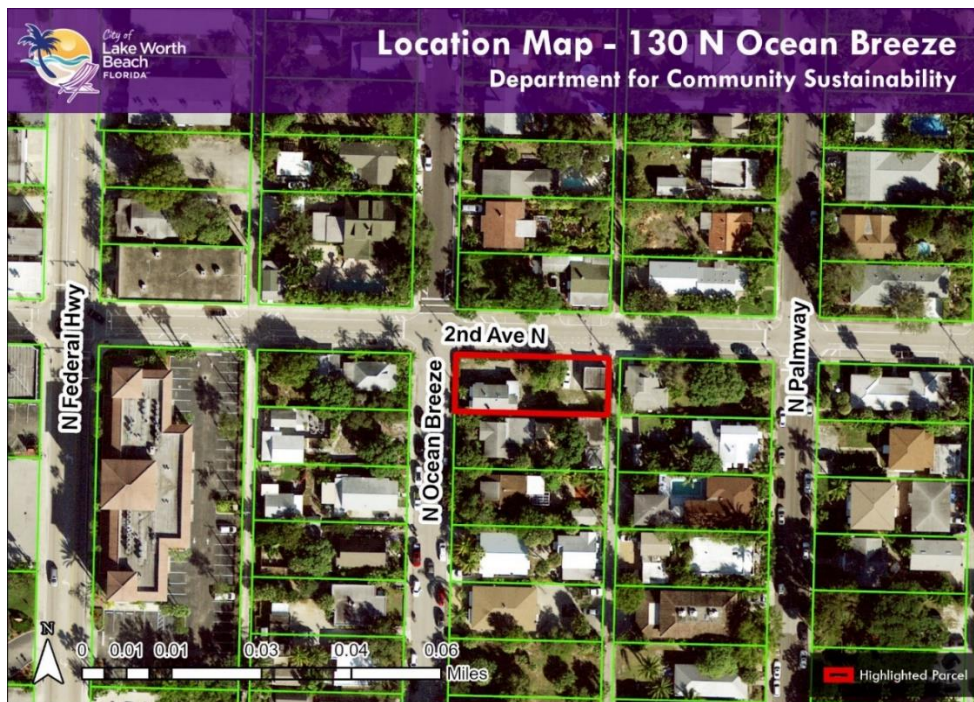 City of
Lake Worth
Beach
FLORIDA
Location Map - 130 N Ocean Breeze
Department for Community Sustainability
N Federal Hwy
2nd Ave N
N Ocean Breeze
N Palmway
N
0 0.01 0.01 0.03 0.04 0.06
Miles
Highlighted Parcel